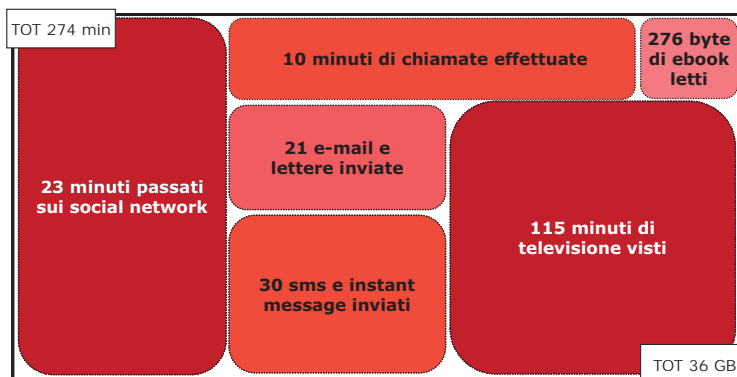 TOT 274 min
10 minuti di chiamate effettuate
276 byte
di ebook
letti
21 e-mail e
lettere inviate
23 minuti passati
sui social network
115 minuti di
televisione visti
30 sms e instant
message inviati
TOT 36 GB